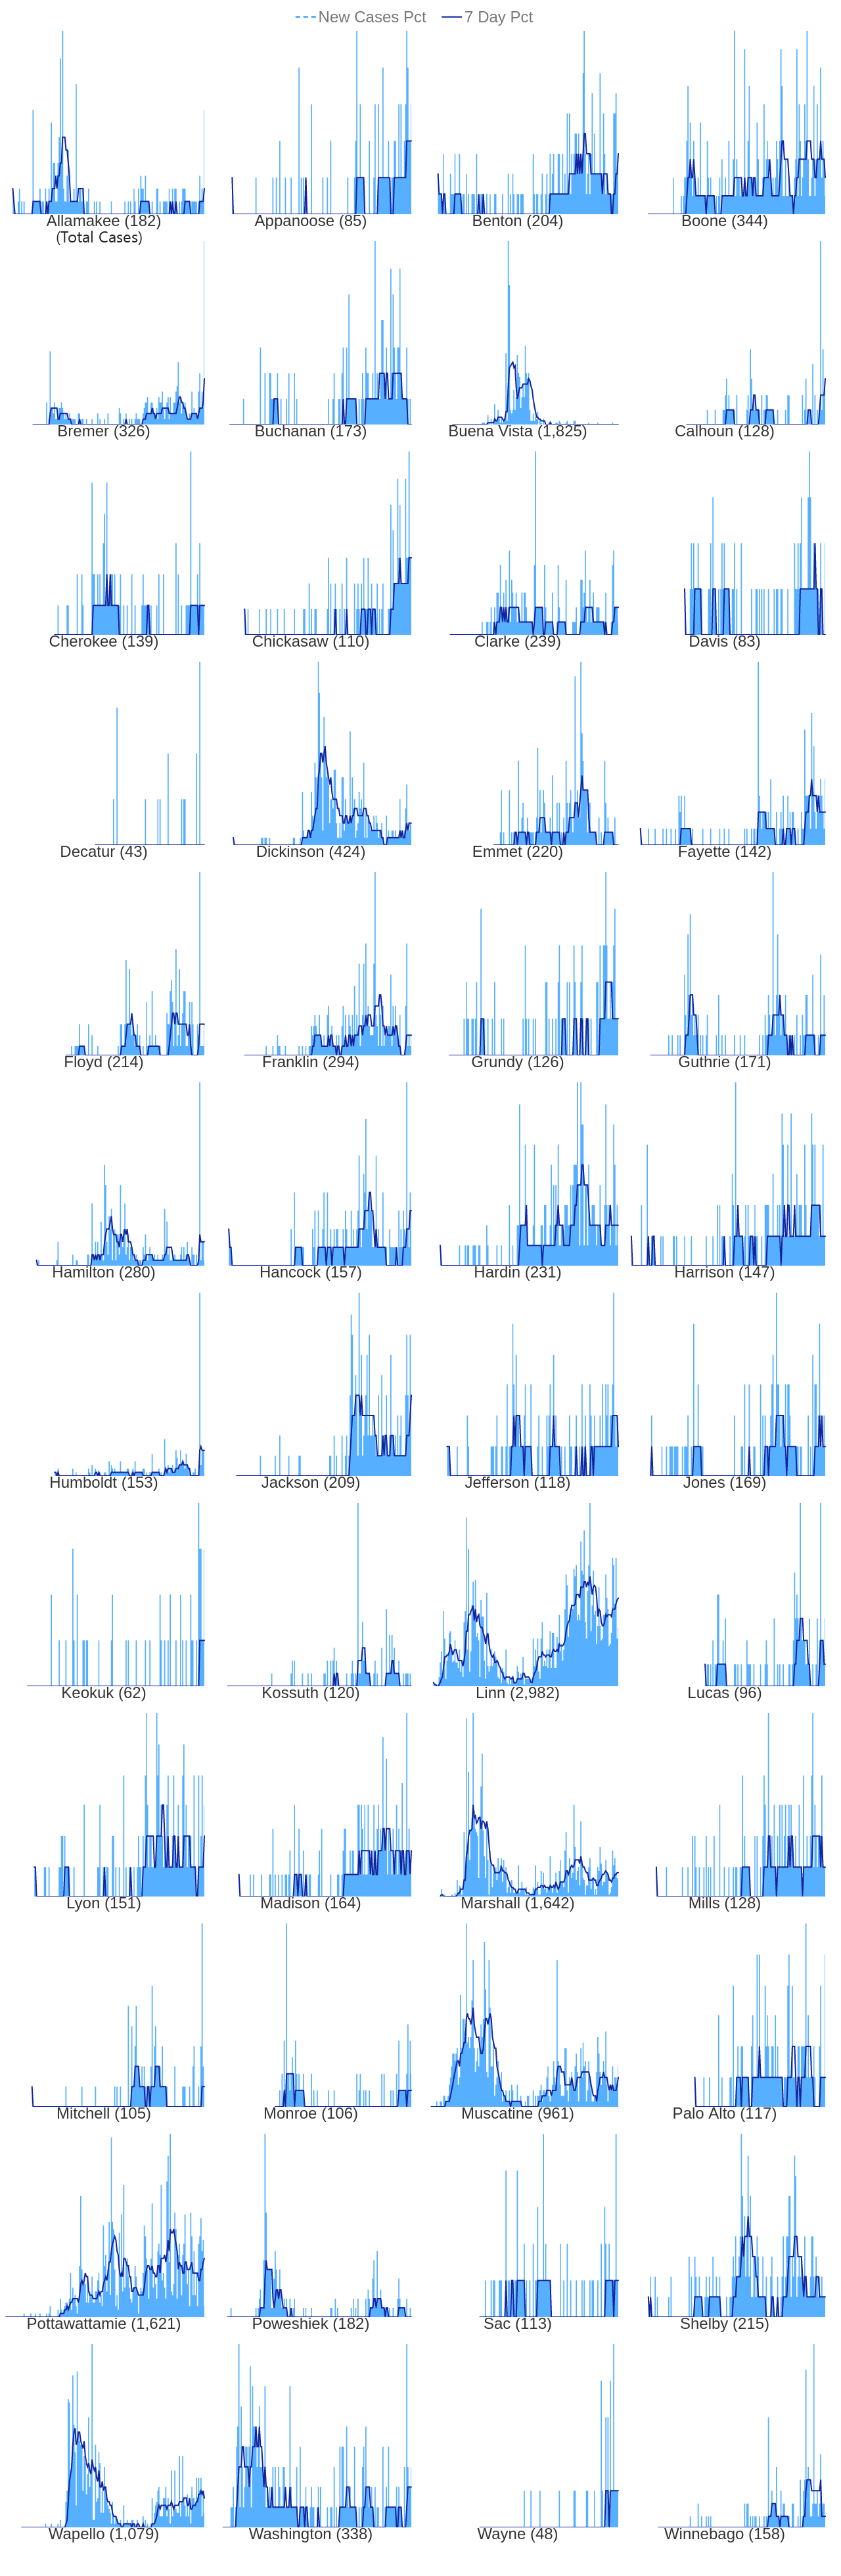 New Cases Pct 7 Day Pct
Allamakee (182) Appanoose (85) Benton (204) Boone (344)
(Total Cases)
Bremer (326) Buchanan (173) Buena Vista (1,825) Calhoun (128)
Cherokee (139) Chickasaw (110) Clarke (239) Davis (83)
Decatur (43) Dickinson (424) Emmet (220) Fayette (142)
Floyd (214) Franklin (294) Grundy (126) Guthrie (171)
Hamilton (280) Hancock (157) Hardin (231) Harrison (147)
Humboldt (153) Jackson (209) Jefferson (118) Jones (169)
Keokuk (62) Kossuth (120) Linn (2,982) Lucas (96)
Lyon (151) Madison (164) Marshall (1,642) Mills (128)
Mitchell (105) Monroe (106) Muscatine (961) Palo Alto (117)
Pottawattamie (1,621) Poweshiek (182) Sac (113) Shelby (215)
Wapello (1,079) Washington (338) Wayne (48) Winnebago (158)